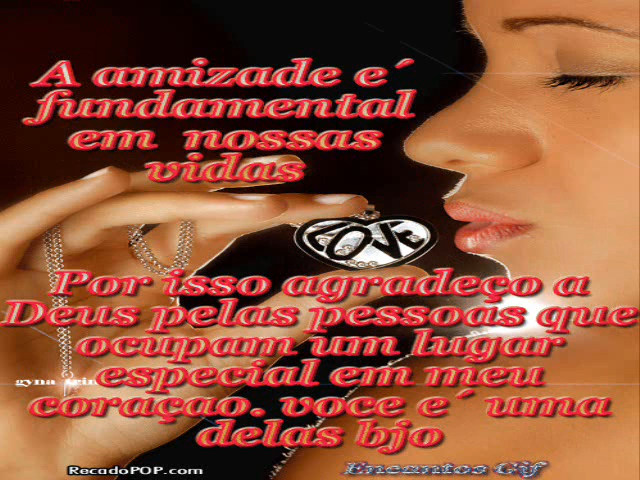 A amizade e´
fundamental
em nossas
vidas
LOVE
Por isso agradeço a
Deus pelas pessoas que
ocupam um lugar
especial em meu
coraçao. voce e´ uma
delas bjo
gyna
RecadoPOP.com
Encantos Gif